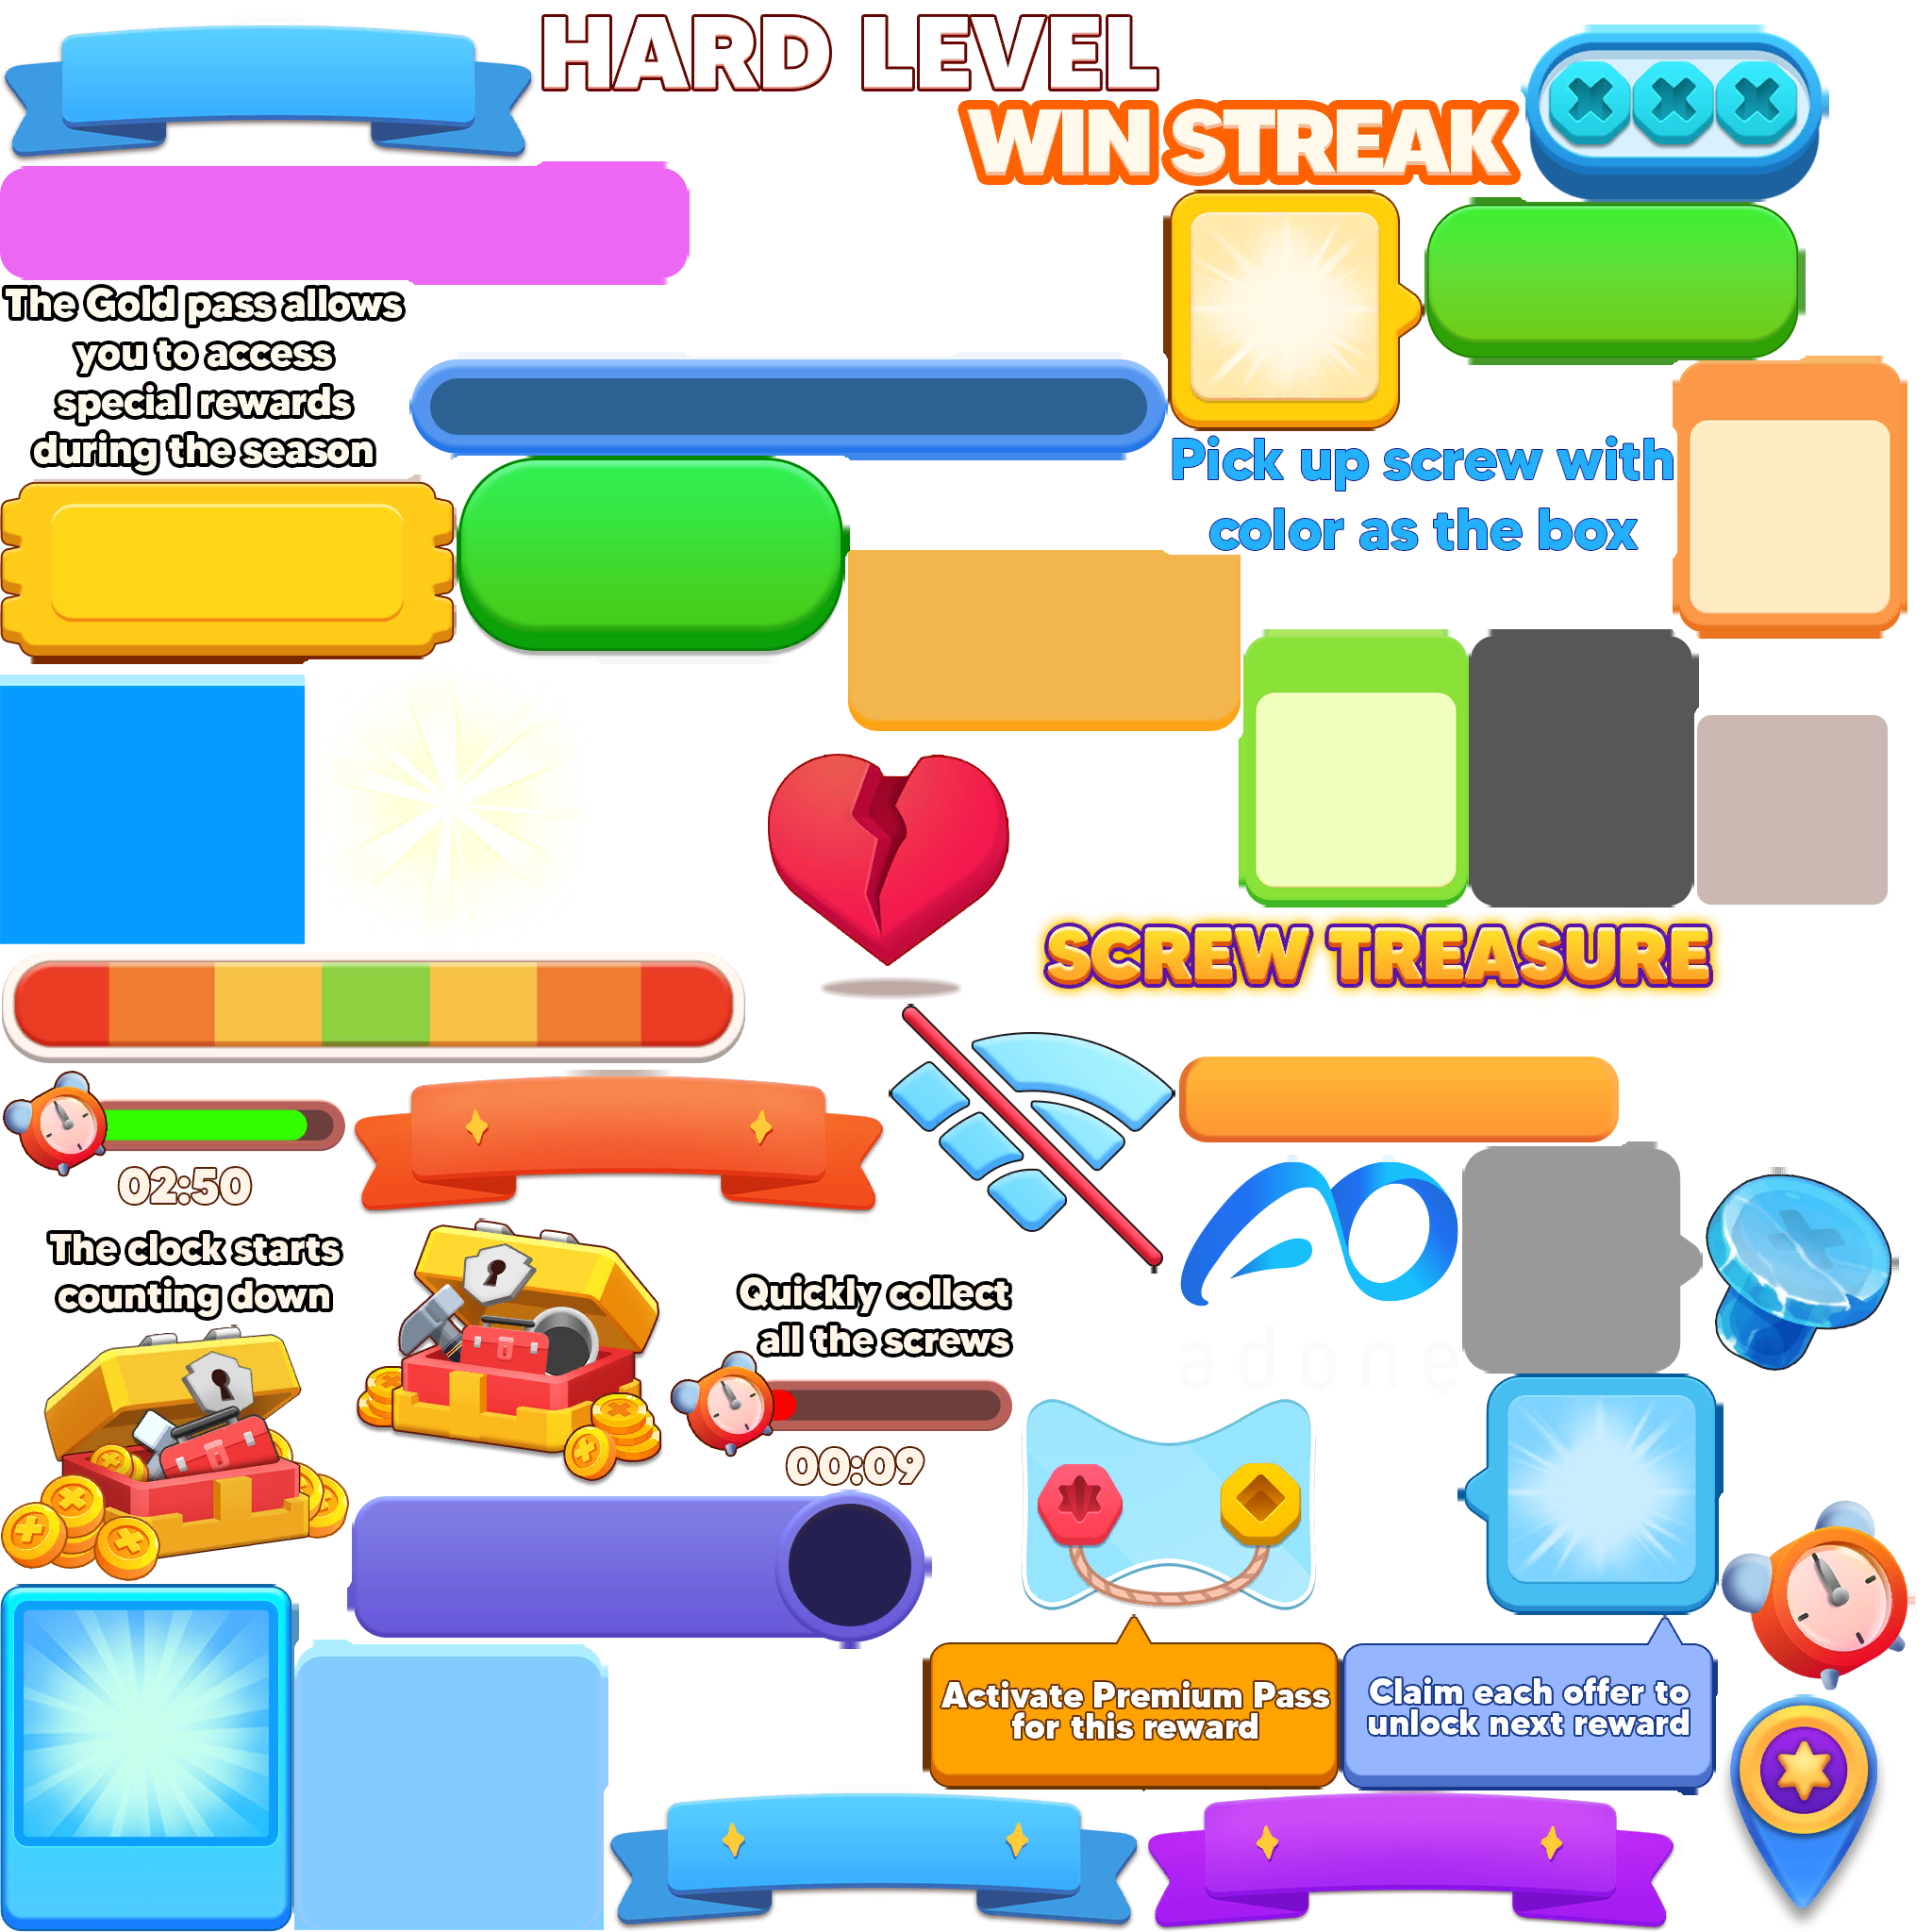 HARD LEVEL
WIN STREAK
The Gold pass allows
you to access
special rewards
during the season
Pick up screw with
color as the box
SCREW TREASURE
02:50
The clock starts
counting down
Quickly collect
all the screws
00:09
adone
Activate Premium Pass
for this reward
Claim each offer to
unlock next reward